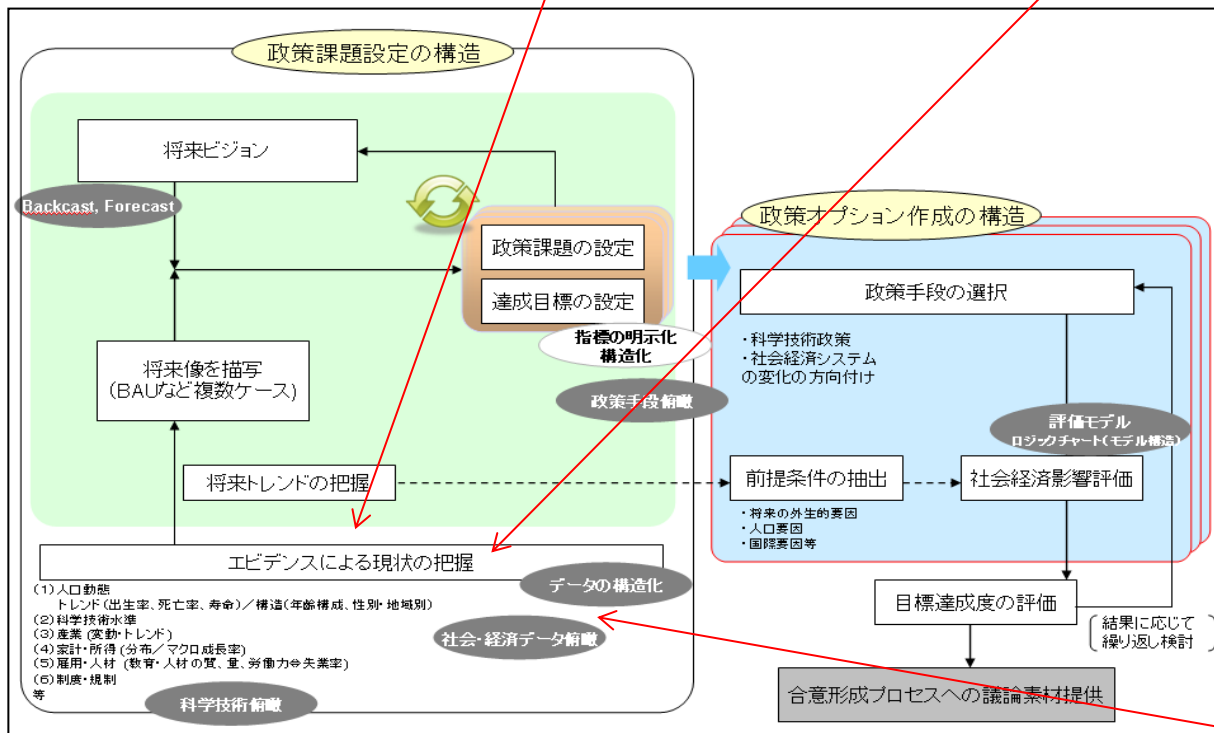 政策課題設定の構造
将来ビジョン
Backcast, Forecast
政策課題の設定
達成目標の設定
指標の明示化
構造化
将来像を描写
(BAUなど複数ケース)
政策手段俯瞰
将来トレンドの把握
エビデンスによる現状の把握
データの構造化
(1)人口動態
トレンド(出生率、死亡率、寿命)/構造(年齢構成、性別・地域別)
(2)科学技術水準
(3)産業(変動・トレンド)
(4)家計・所得(分布/マクロ成長率)
(5)雇用・人材 (教育・人材の質、量、労働力⇔失業率)
(6)制度・規制
等
社会・経済データ俯瞰
科学技術俯瞰
政策オプション作成の構造
政策手段の選択
・科学技術政策
・社会経済システム
の変化の方向付け
評価モデル
ロジックチャート(モデル構造)
前提条件の抽出
社会経済影響評価
・将来の外生的要因
・人口要因
・国際要因等
目標達成度の評価
結果に応じて
繰り返し検討
合意形成プロセスへの議論素材提供